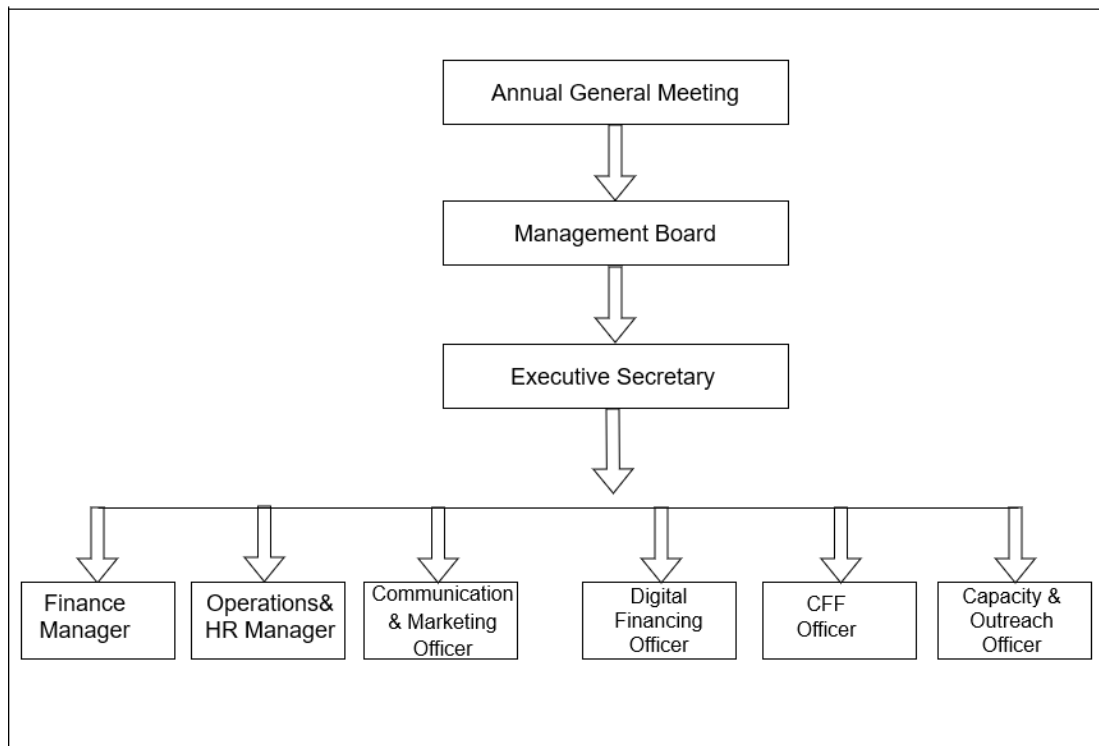 Annual General Meeting
Management Board
Executive Secretary
Finance
Manager
Operations&
HR Manager
Communication
& Marketing
Officer
Digital
Financing
Officer
CFF
Officer
Capacity &
Outreach
Officer